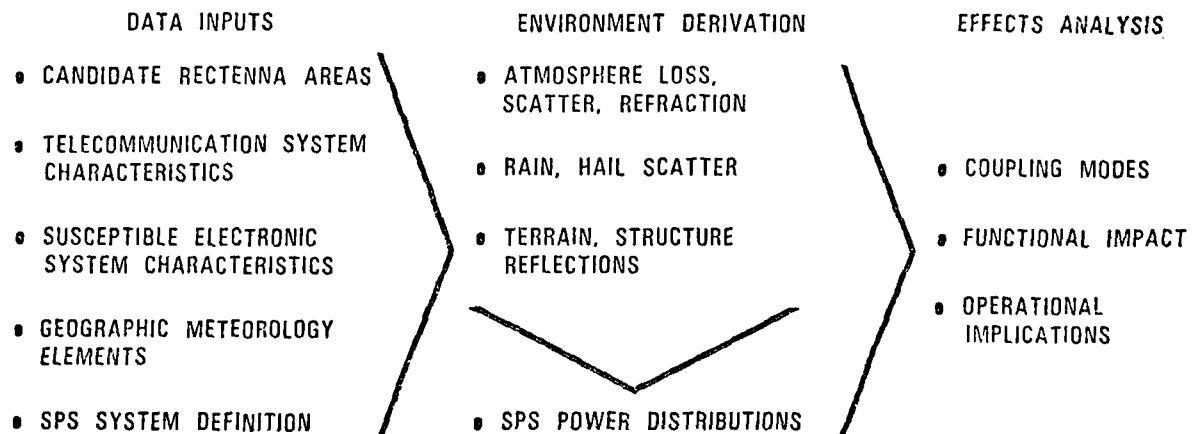 DATA INPUTS
• CANDIDATE RECTENNA AREAS
• TELECOMMUNICATION SYSTEM
CHARACTERISTICS
• SUSCEPTIBLE ELECTRONIC
SYSTEM CHARACTERISTICS
• GEOGRAPHIC METEOROLOGY
ELEMENTS
• SPS SYSTEM DEFINITION
ENVIRONMENT DERIVATION
• ATMOSPHERE LOSS,
SCATTER, REFRACTION
• RAIN, HAIL SCATTER
• TERRAIN, STRUCTURE
REFLECTIONS
• SPS POWER DISTRIBUTIONS
EFFECTS ANALYSIS
• COUPLING MODES
• FUNCTIONAL IMPACT
• OPERATIONAL
IMPLICATIONS